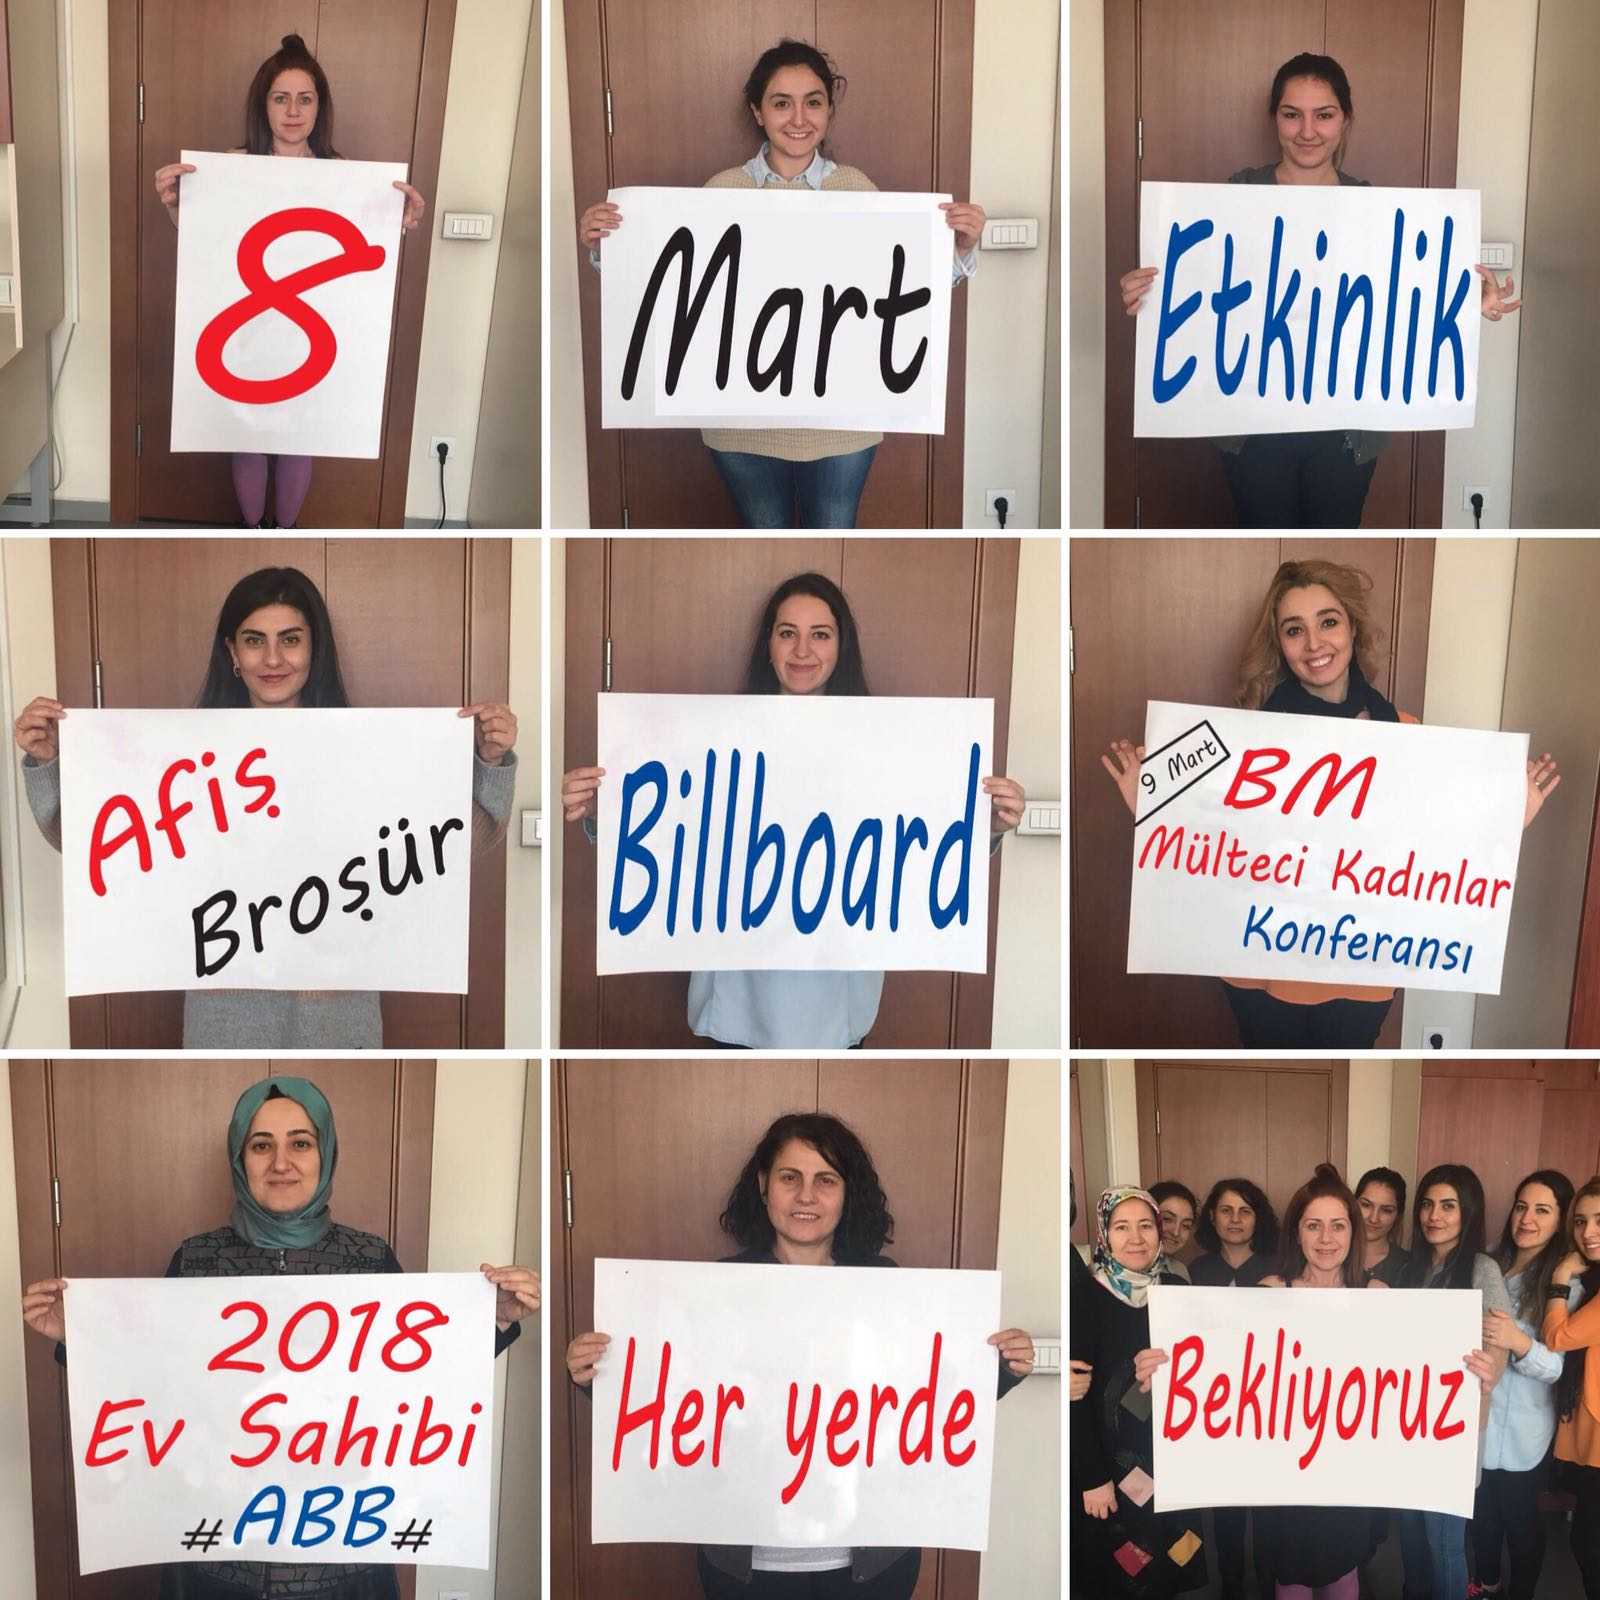 8
Mart
Etkinlik
Afiş
Broşür
Billboard
9 Mart
BM
Mülteci Kadınlar
Konferansı
2018
Ev Sahibi
#ABB#
Her yerde
Bekliyoruz